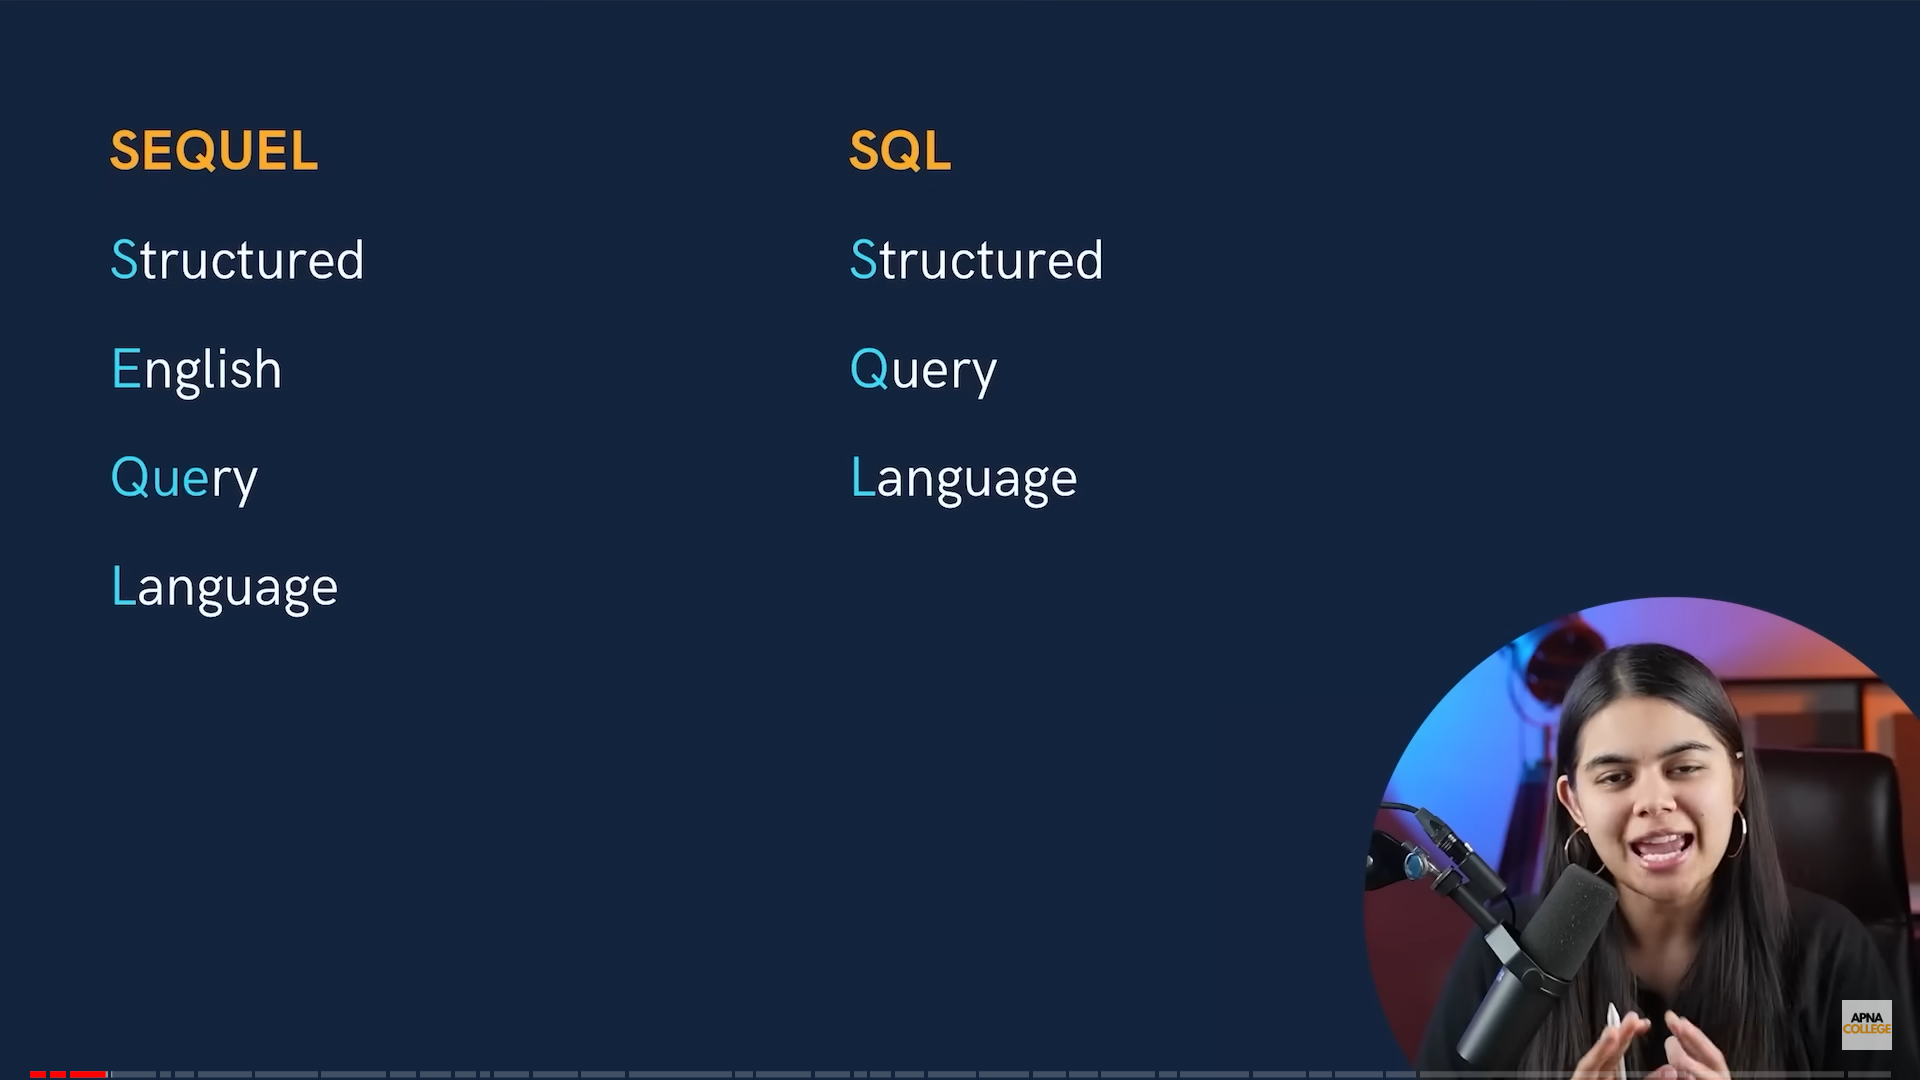 SEQUEL
Structured
English
Query
Language
SQL
Structured
Query
Language
APNA
COLLEGE